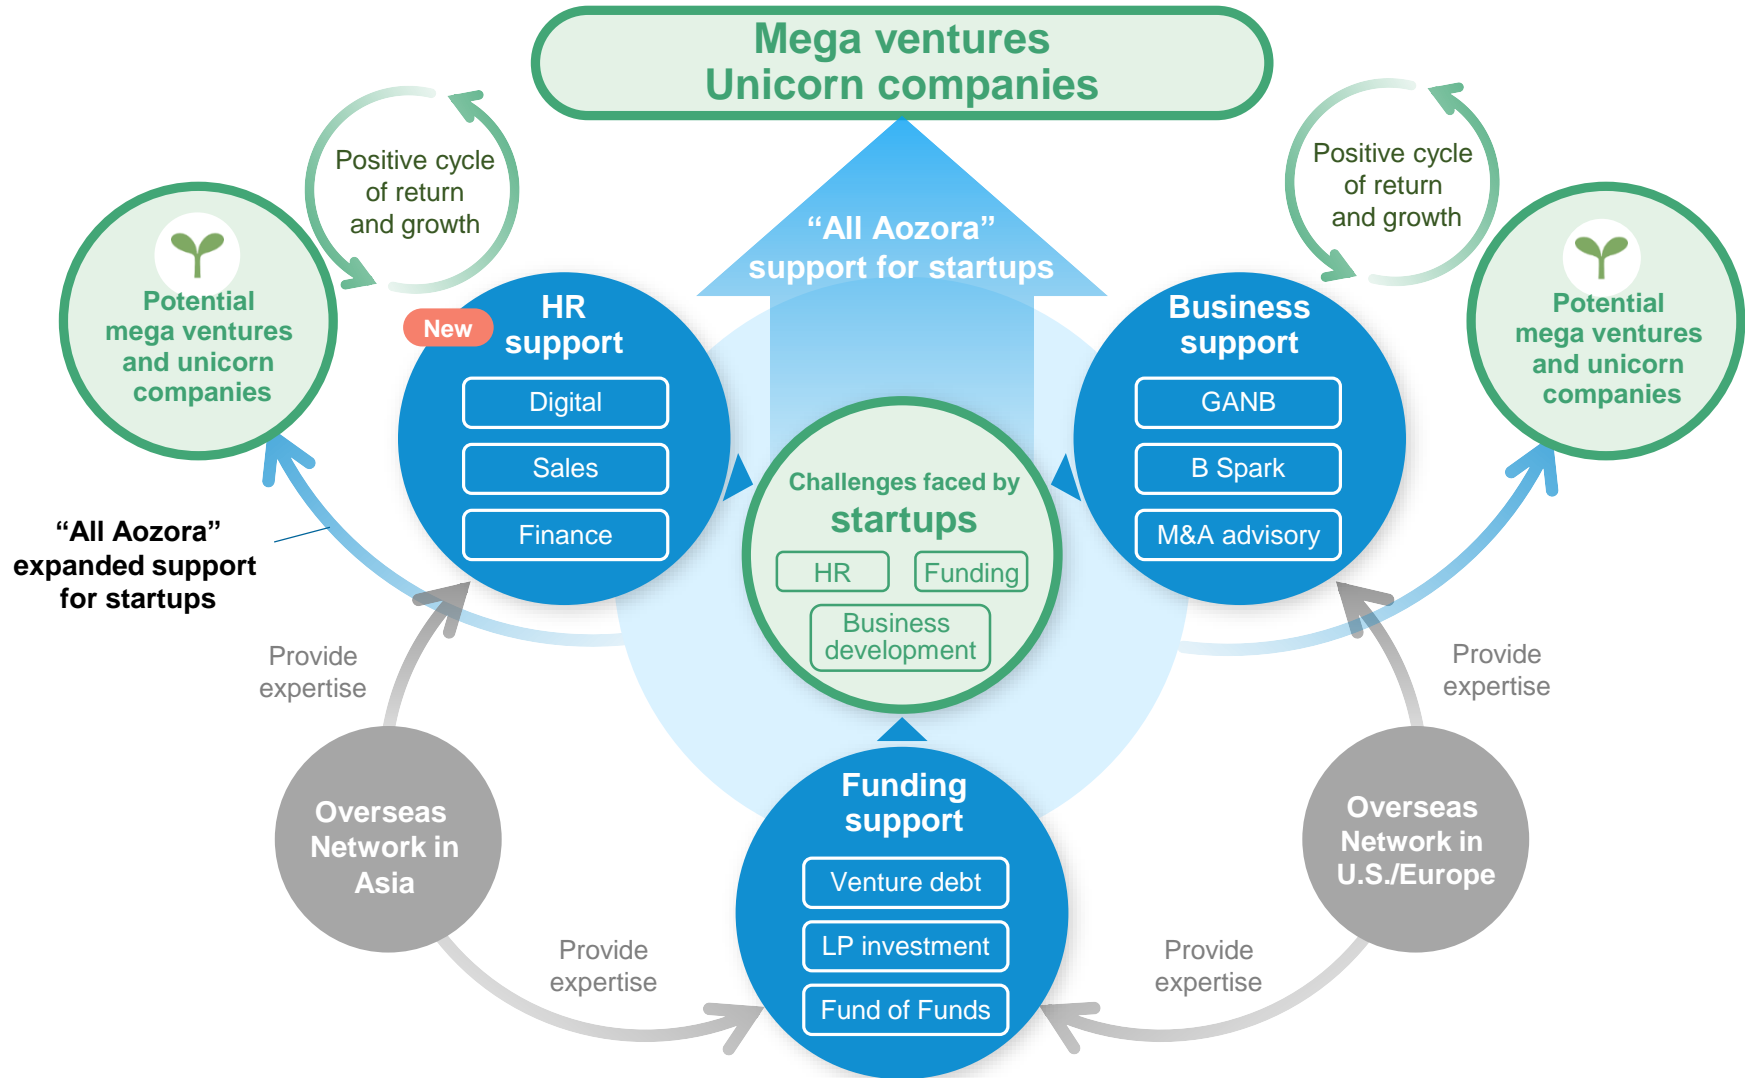 Mega ventures
Unicorn companies
Positive cycle
of return
and growth
Positive cycle
of return
and growth
“All Aozora”
support for startups
Potential
mega ventures
and unicorn
companies
Potential
mega ventures
and unicorn
companies
New
HR
support
Digital
Sales
Finance
Business
support
GANB
B Spark
M&A advisory
Challenges faced by
startups
HR
Funding
Business
development
“All Aozora”
expanded support
for startups
Provide
expertise
Provide
expertise
Overseas
Network in
Asia
Funding
support
Venture debt
LP investment
Fund of Funds
Overseas
Network in
U.S./Europe
Provide
expertise
Provide
expertise